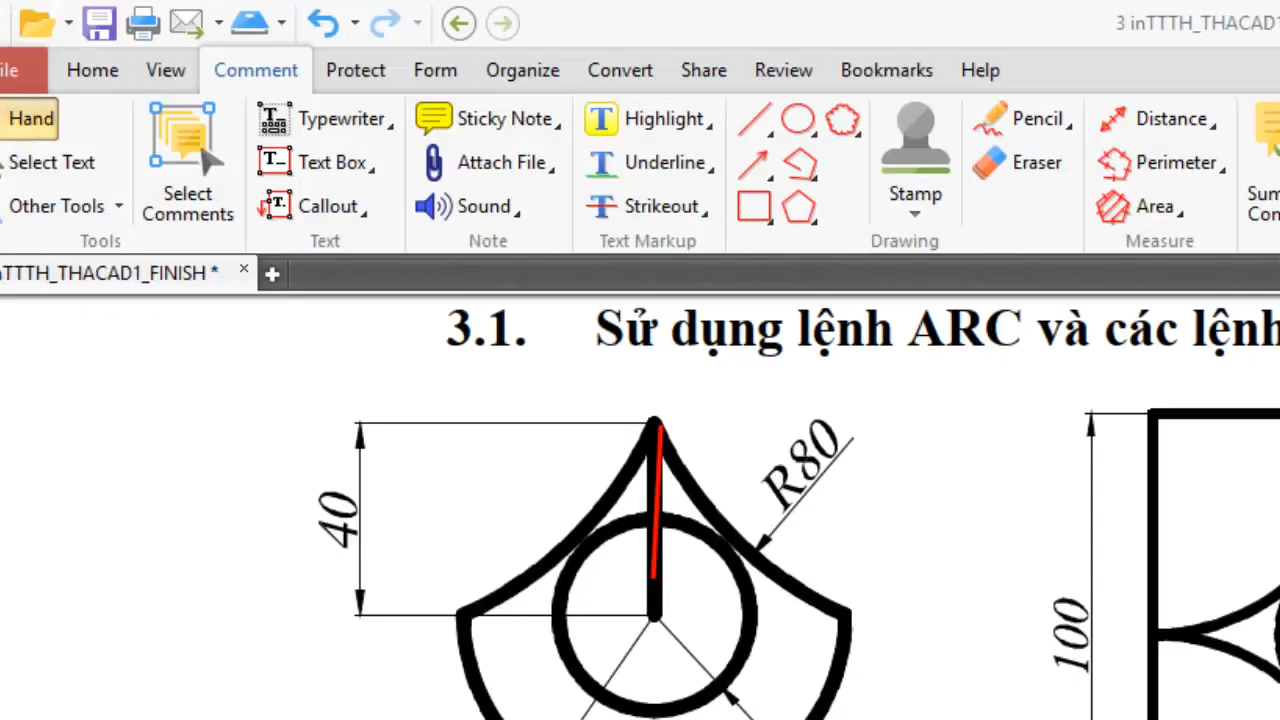 3 inTTTH_THACAD1
ile
Home
View
Comment
Protect
Form
Organize
Convert
Share
Review
Bookmarks
Help
Hand
Select Text
Other Tools
Tools
Select
Comments
Typewriter
Text Box
Callout
Text
Sticky Note
Attach File
Sound
Note
Highlight
Underline
Strikeout
Text Markup
Drawing
Stamp
Pencil
Eraser
Distance
Perimeter
Area
Measure
Sum
Con
TTTH_THACAD1_FINISH *
3.1. Sử dụng lệnh ARC và các lệnh
40
R80
100